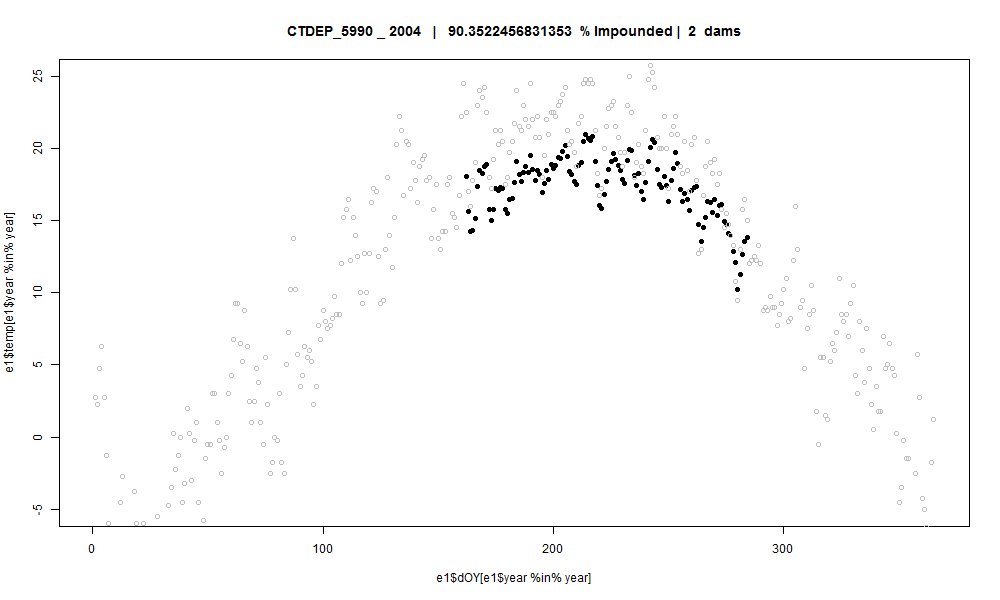 CTDEP_5990 _ 2004 | 90.3522456831353 % Impounded | 2 dams
e1$temp[e1$year %in% year]
25
20
15
10
5
0
-5
0 100 200 300
e1$dOY[e1$year %in% year]